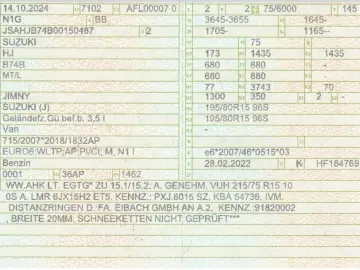 14.10.2024 7102 AFL00007 0 2 2 75/6000 145
N1G BB 3645-3655 1645-
JSAHJB74B00150487 2 1705- 1165--
SUZUKI 75
HJ 173 1435 1435
B74B 680 880 -
MT/L 680 880
77 3743 70
JIMNY 1300 350 2 -
SUZUKI (J) 195/80R15 96S
Geländefz.Gü.bef.b. 3,5 t 195/80R15 96S
Van -
715/2007*2018/1832AP
EURO6;WLTP;AP;PI/CI; M, N1 I e6*2007/46*0515*03
Benzin 28.02.2022 K HF184769
0001 36AP 1462
WW.AHK LT. EGTG* ZU 15.1/15.2: A. GENEHM. VUH 215/75 R15 10
0S A. LMR 6JX15H2 ET5, KENNZ.: PXJ.6015 SZ, KBA 54736, IVM.
DISTANZRINGEN D. FA. EIBACH GMBH AN A.2, KENNZ.:91820002
, BREITE 20MM, SCHNEEKETTEN NICHT GEPRÜFT***